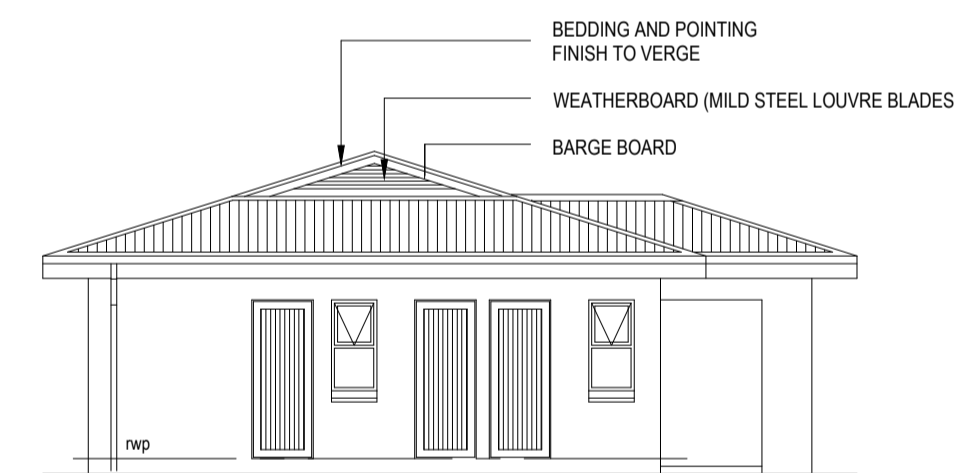 BEDDING AND POINTING
FINISH TO VERGE
WEATHERBOARD (MILD STEEL LOUVRE BLADES
BARGE BOARD
rwp